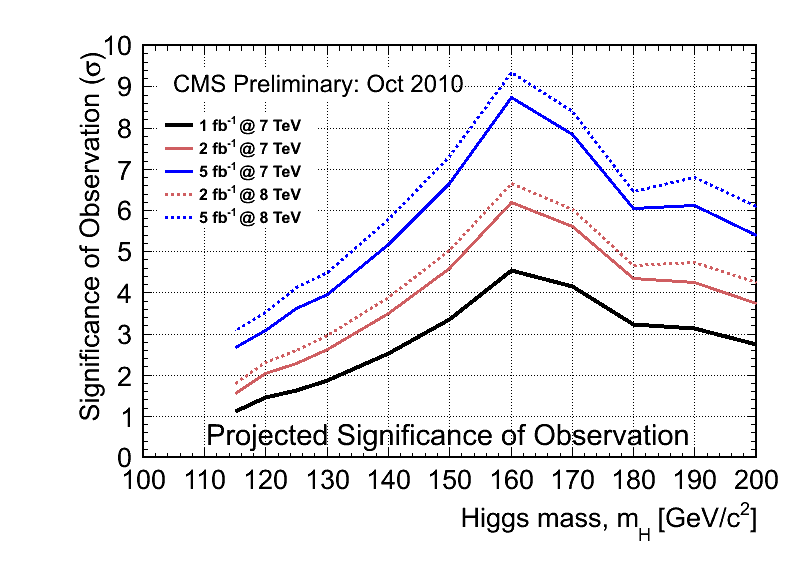 10
9
8
7
6
5
4
3
2
1
0
Significance of Observation (σ)
CMS Preliminary: Oct 2010
1 fb⁻¹ @ 7 TeV
2 fb⁻¹ @ 7 TeV
5 fb⁻¹ @ 7 TeV
2 fb⁻¹ @ 8 TeV
5 fb⁻¹ @ 8 TeV
Projected Significance of Observation
100 110 120 130 140 150 160 170 180 190 200
Higgs mass, m_H [GeV/c²]